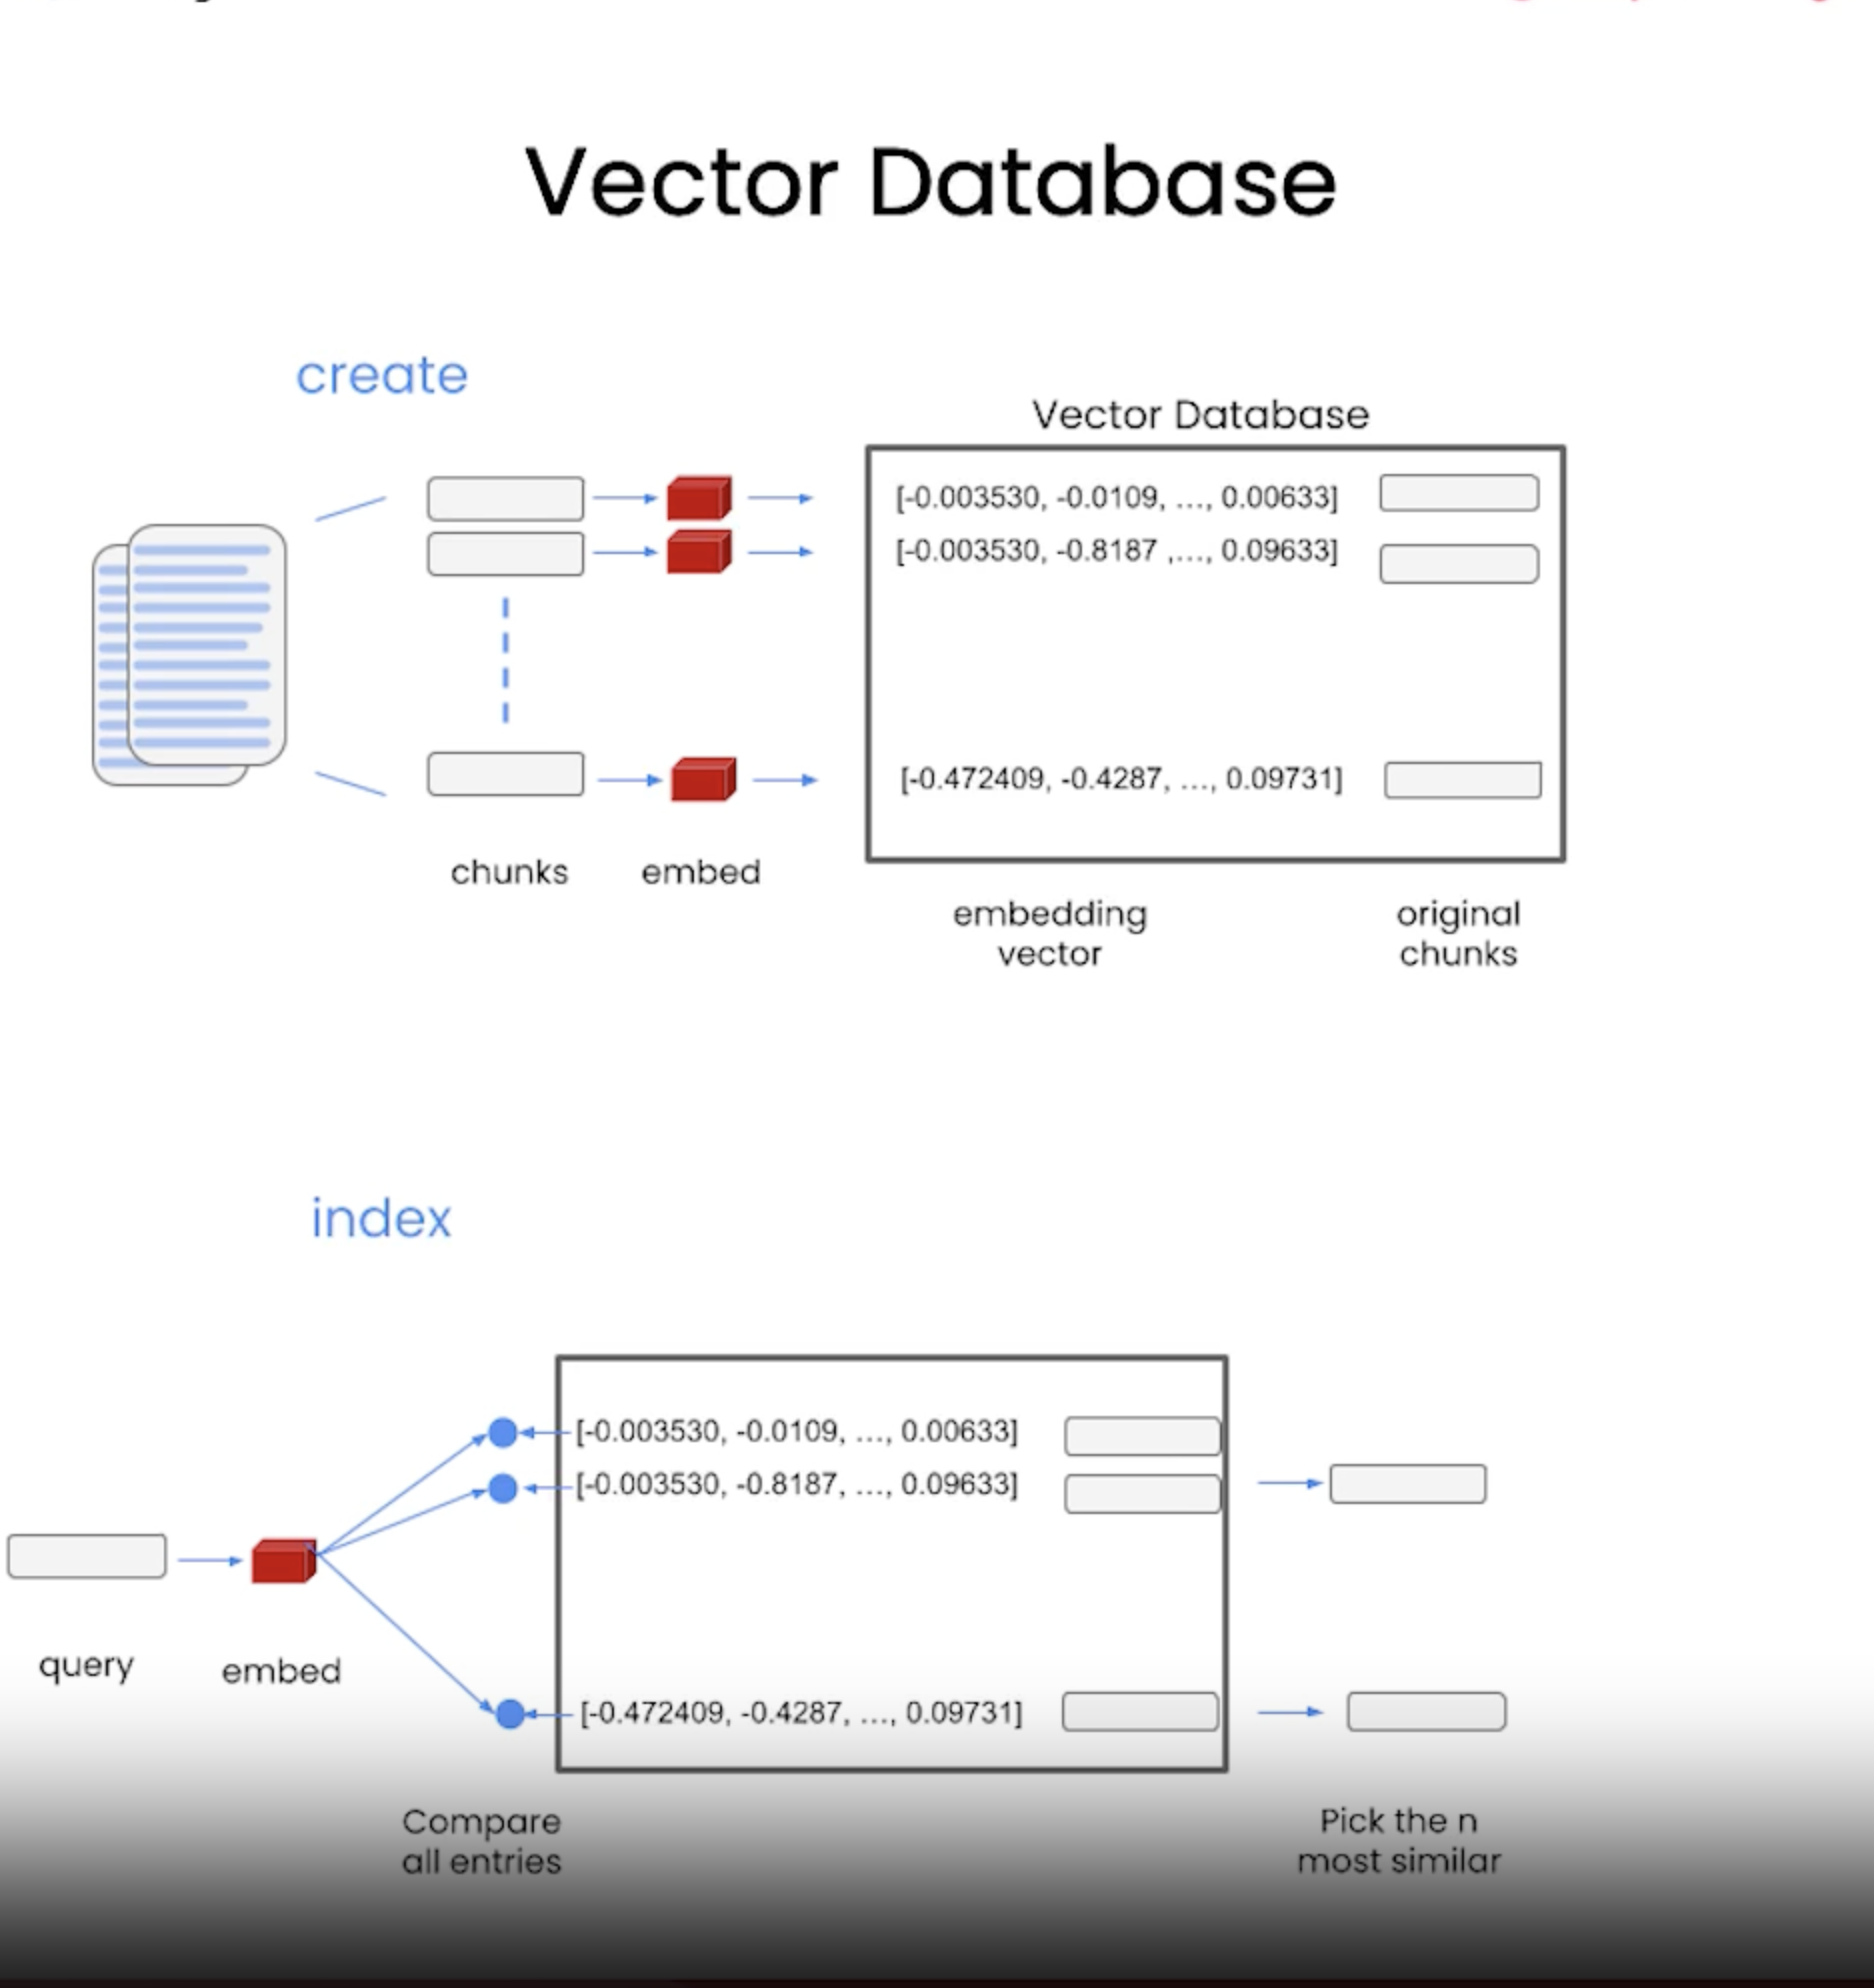 Vector Database
create
Vector Database
[-0.003530, -0.0109, ..., 0.00633]
[-0.003530, -0.8187 ,..., 0.09633]
[-0.472409, -0.4287, ..., 0.09731]
chunks
embed
embedding
vector
original
chunks
index
[-0.003530, -0.0109, ..., 0.00633]
[-0.003530, -0.8187, ..., 0.09633]
query
embed
[-0.472409, -0.4287, ..., 0.09731]
Compare
all entries
Pick the n
most similar